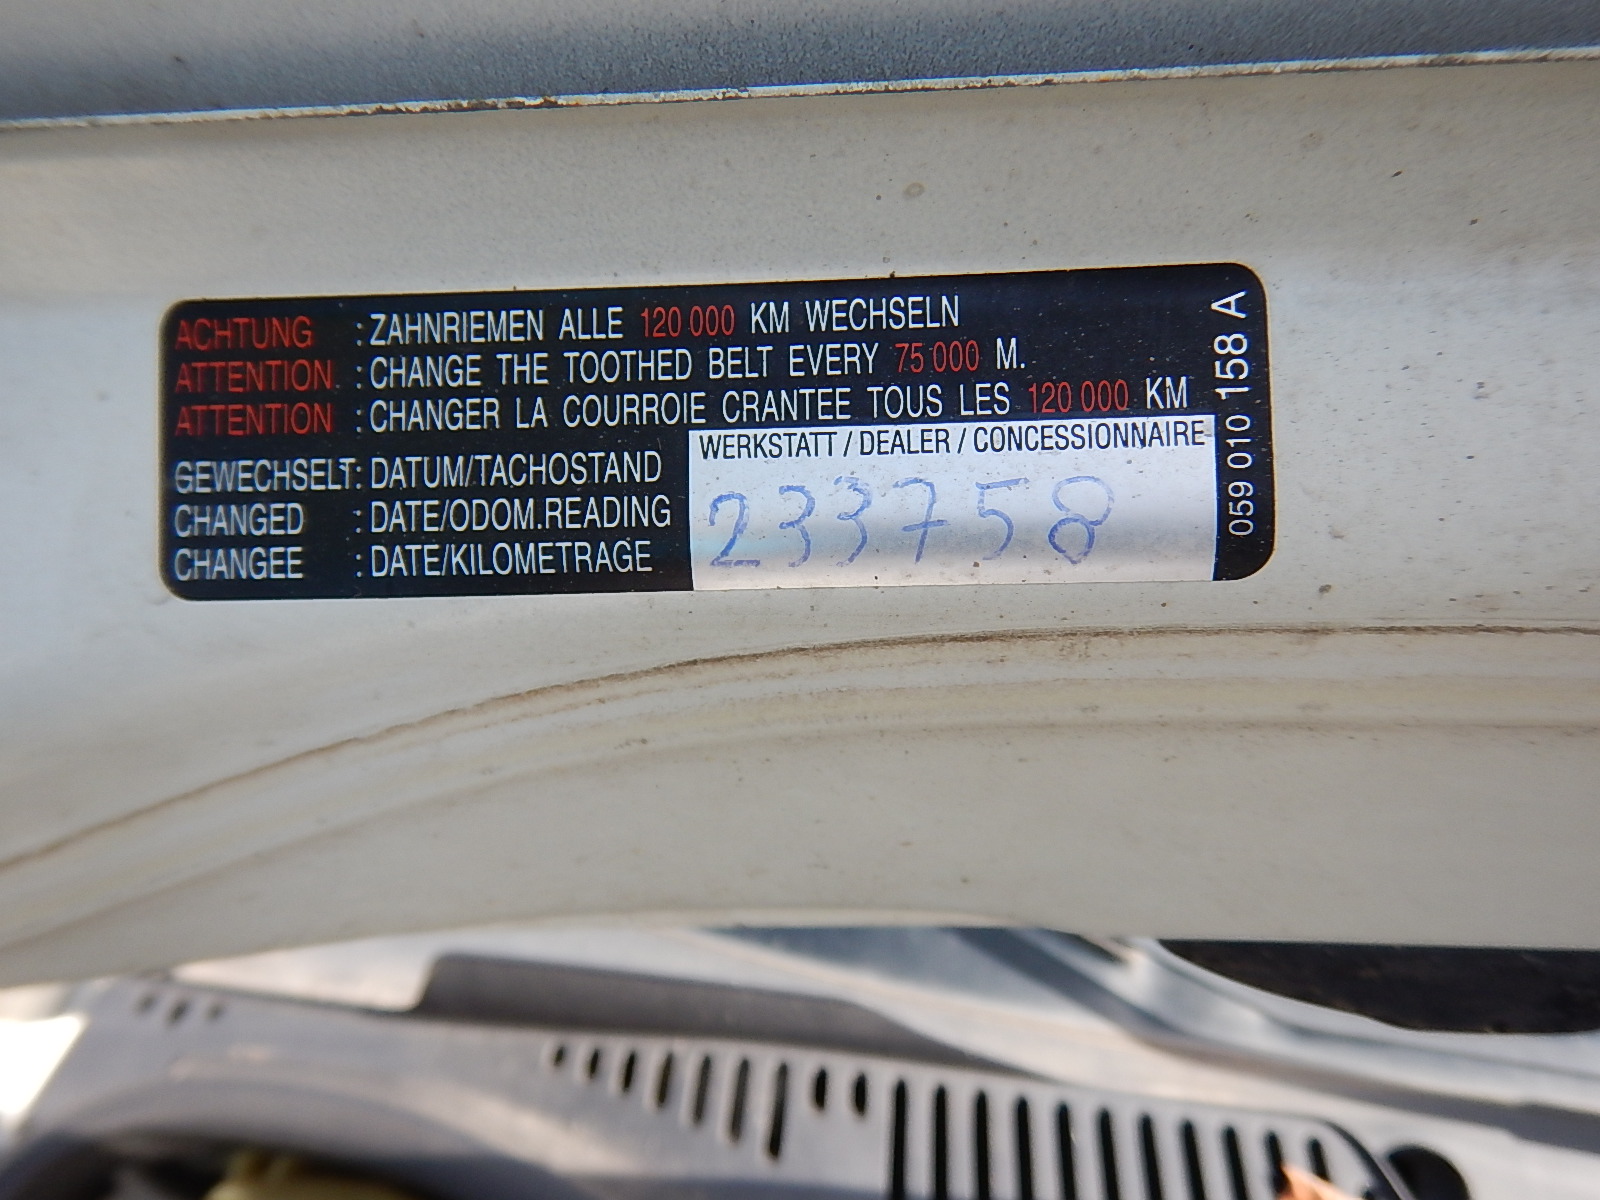 ACHTUNG : ZAHNRIEMEN ALLE 120 000 KM WECHSELN
ATTENTION. : CHANGE THE TOOTHED BELT EVERY 75 000 M.
ATTENTION : CHANGER LA COURROIE CRANTEE TOUS LES 120 000 KM
WERKSTATT / DEALER / CONCESSIONNAIRE
GEWECHSELT: DATUM/TACHOSTAND
CHANGED : DATE/ODOM.READING
CHANGEE : DATE/KILOMETRAGE
233758
059 010 158 A